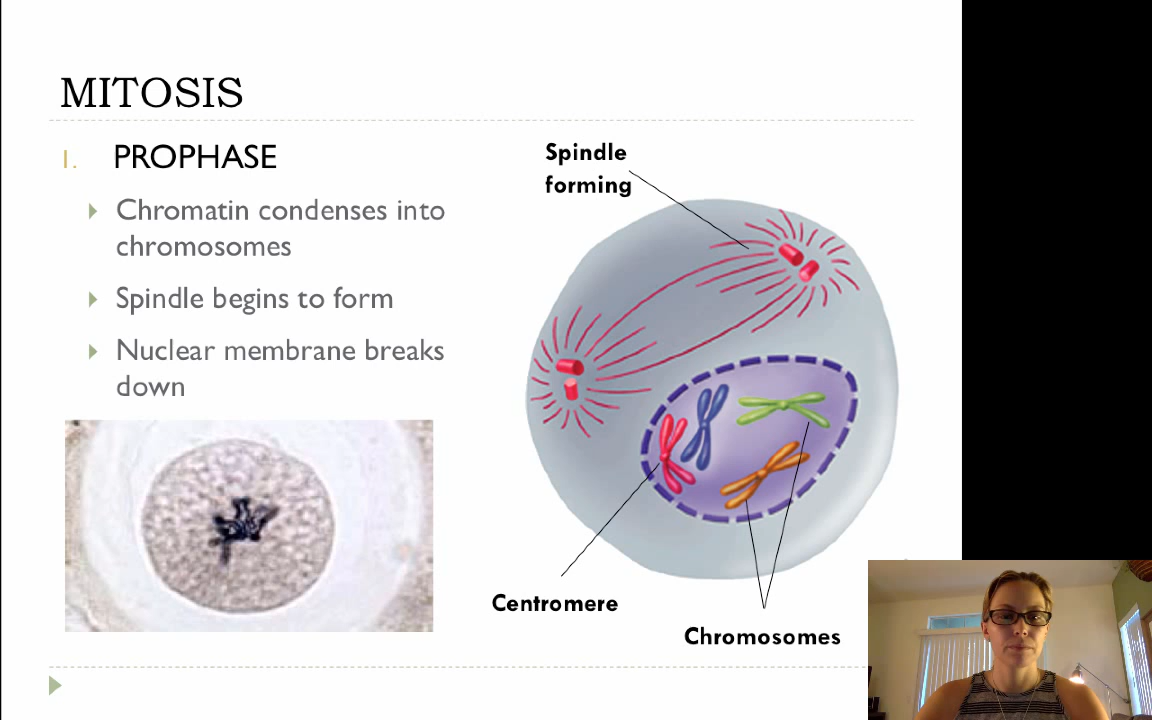 MITOSIS
I. PROPHASE
Chromatin condenses into
chromosomes
Spindle begins to form
Nuclear membrane breaks
down
Spindle
forming
Centromere
Chromosomes